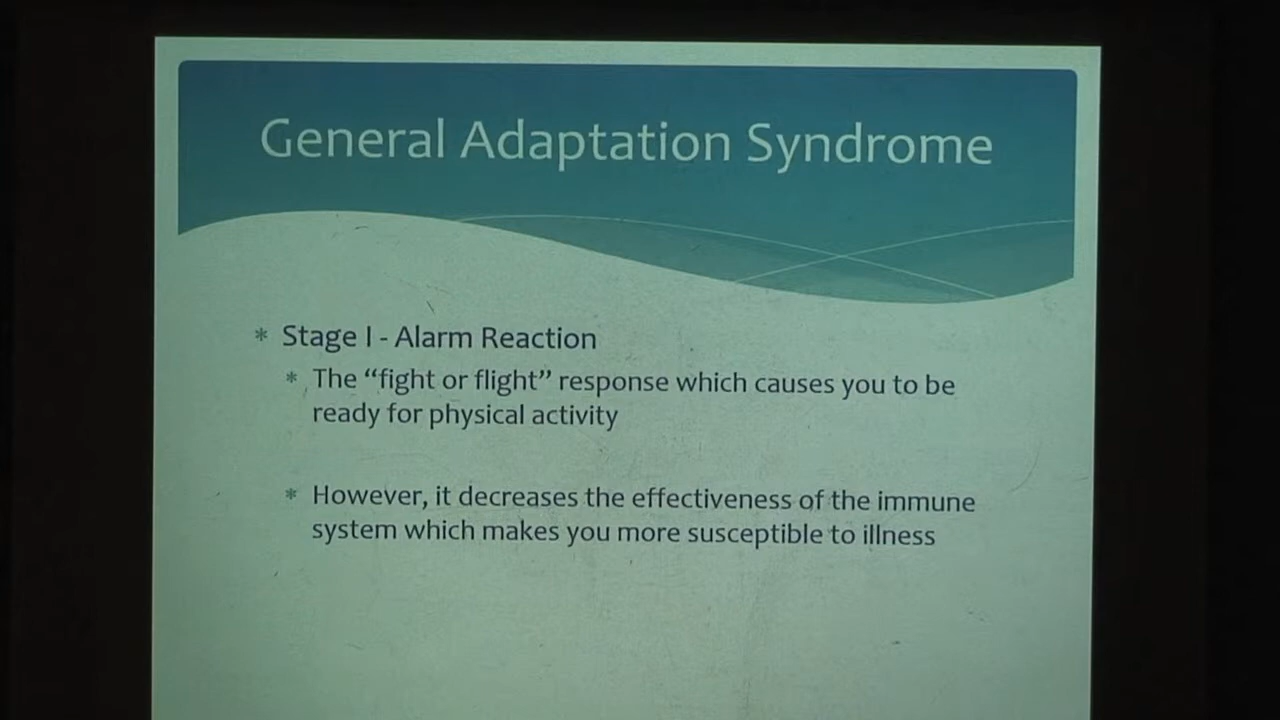 General Adaptation Syndrome
* Stage I - Alarm Reaction
* The “fight or flight” response which causes you to be
ready for physical activity
* However, it decreases the effectiveness of the immune
system which makes you more susceptible to illness